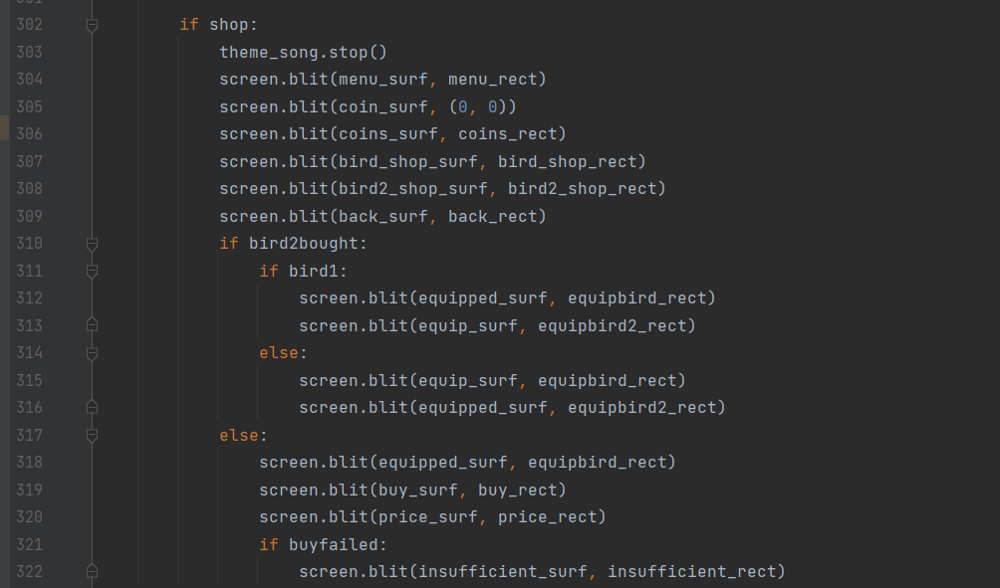 301
302 if shop:
303 theme_song.stop()
304 screen.blit(menu_surf, menu_rect)
305 screen.blit(coin_surf, (0, 0))
306 screen.blit(coins_surf, coins_rect)
307 screen.blit(bird_shop_surf, bird_shop_rect)
308 screen.blit(bird2_shop_surf, bird2_shop_rect)
309 screen.blit(back_surf, back_rect)
310 if bird2bought:
311 if bird1:
312 screen.blit(equipped_surf, equipbird_rect)
313 screen.blit(equip_surf, equipbird2_rect)
314 else:
315 screen.blit(equip_surf, equipbird_rect)
316 screen.blit(equipped_surf, equipbird2_rect)
317 else:
318 screen.blit(equipped_surf, equipbird_rect)
319 screen.blit(buy_surf, buy_rect)
320 screen.blit(price_surf, price_rect)
321 if buyfailed:
322 screen.blit(insufficient_surf, insufficient_rect)